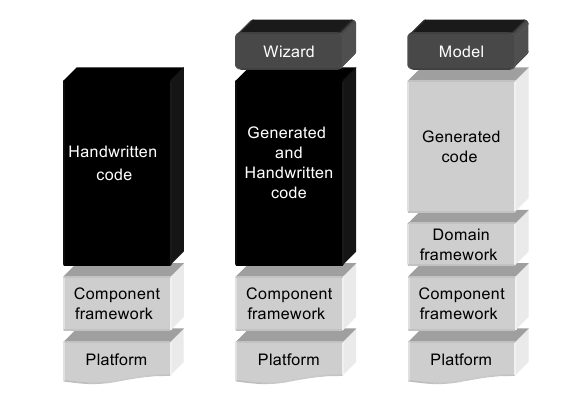 Handwritten
code
Component
framework
Platform
Wizard
Generated
and
Handwritten
code
Component
framework
Platform
Model
Generated
code
Domain
framework
Component
framework
Platform